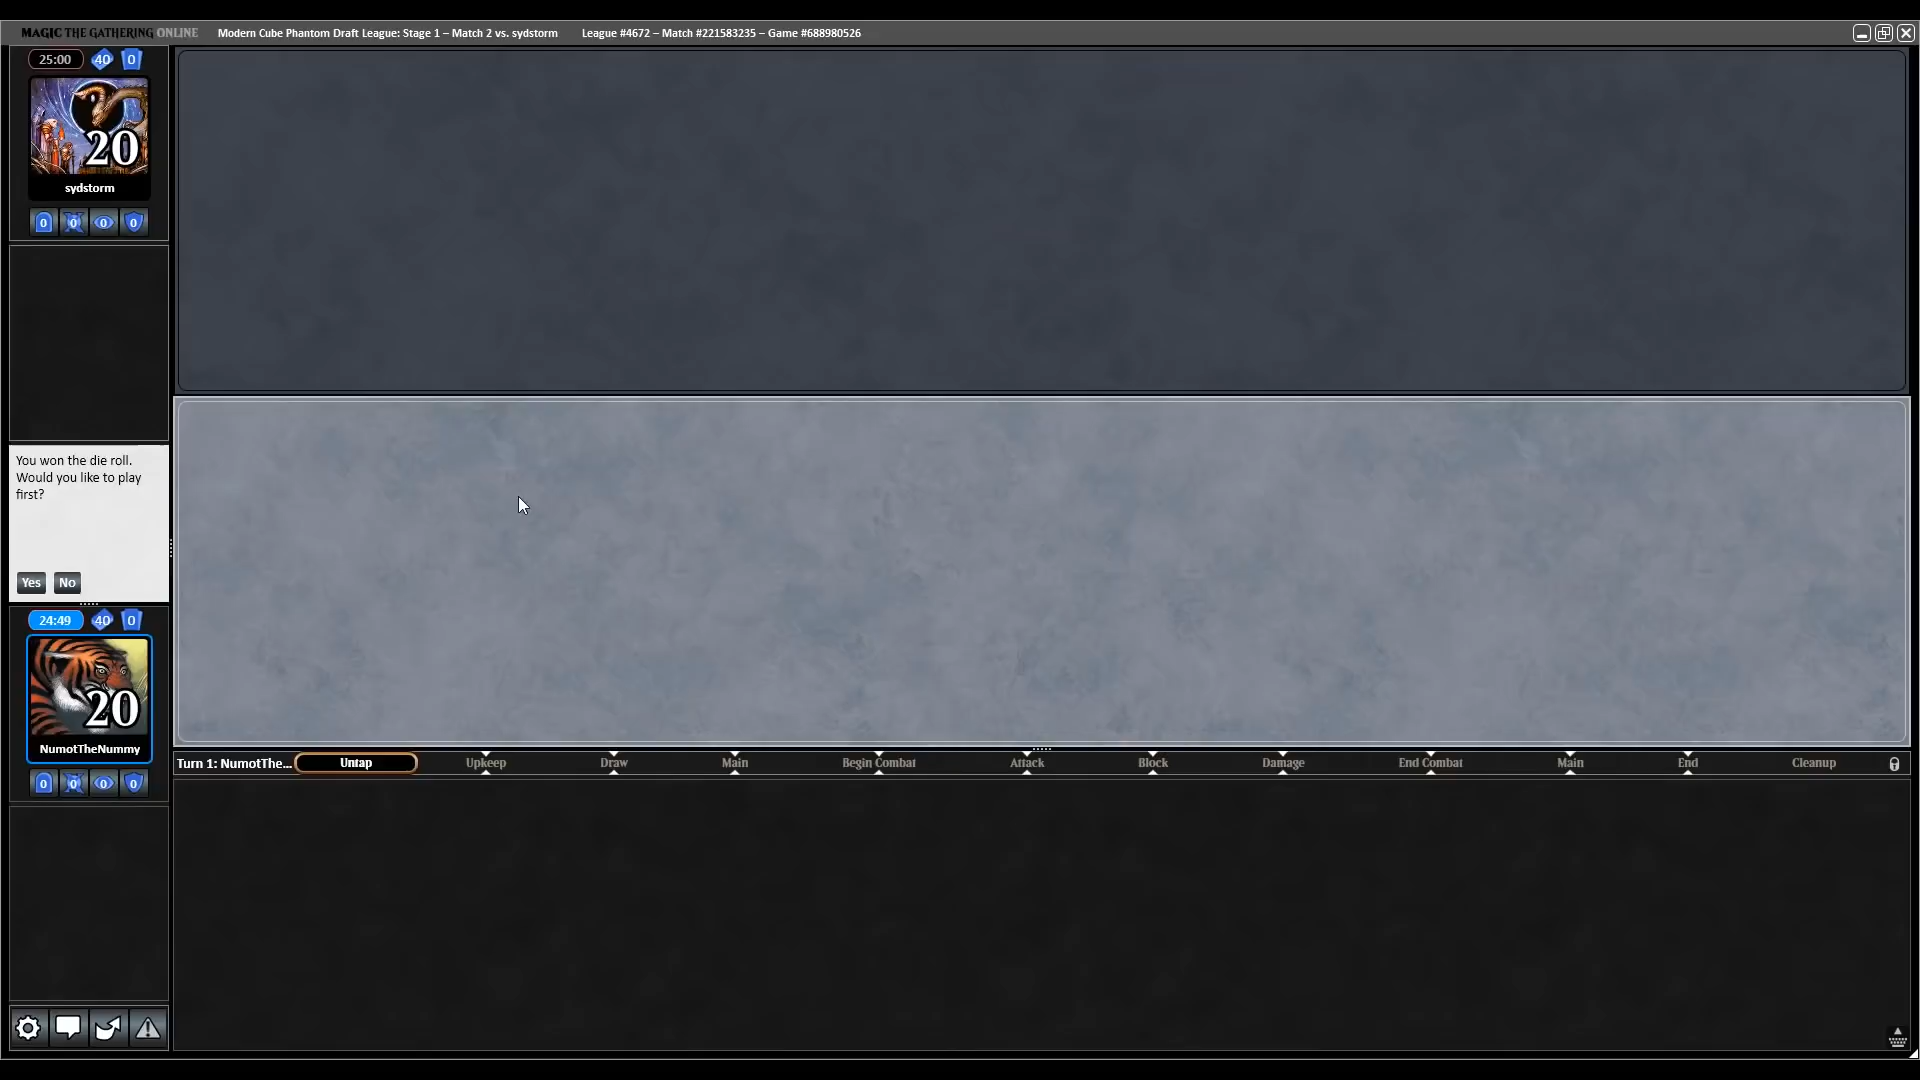 MAGIC THE GATHERING ONLINE Modern Cube Phantom Draft League: Stage 1 – Match 2 vs. sydstorm League #4672 – Match #221583235 – Game #688980526
25:00 40 0
20
sydstorm
0 0 0 0
You won the die roll.
Would you like to play
first?
Yes No
24:49 40 0
20
NumotTheNummy
Turn 1: NumotThe... Untap Upkeep Draw Main Begin Combat Attack Block Damage End Combat Main End Cleanup
0 0 0 0